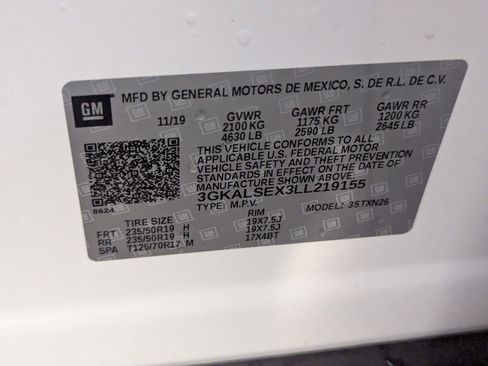 GM MFD BY GENERAL MOTORS DE MEXICO, S. DE R.L. DE C.V.
11/19 GVWR GAWR FRT GAWR RR
2100 KG 1175 KG 1200 KG
4630 LB 2590 LB 2645 LB
THIS VEHICLE CONFORMS TO ALL
APPLICABLE U.S. FEDERAL MOTOR
VEHICLE SAFETY AND THEFT PREVENTION
STANDARDS IN EFFECT ON THE DATE OF
MANUFACTURE SHOWN ABOVE.
3GKALSEX3LL219155
8624 TYPE: M.P.V. MODEL: 35TXN26
TIRE SIZE RIM
FRT 235/50R19 H 19X7.5J
RR 235/50R19 H 19X7.5J
SPA T125/70R17 M 17X4BT